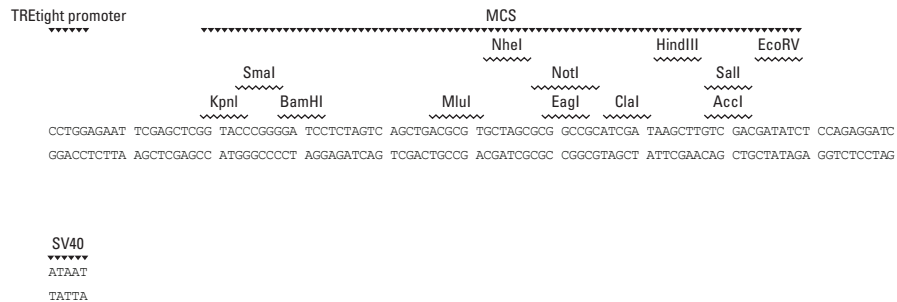 TREtight promoter MCS
NheI HindIII EcoRV
SmaI NotI SalI
KpnI BamHI MluI EagI ClaI AccI
CCTGGAGAAT TCGAGCTCGG TACCCGGGGA TCCTCTAGTC AGCTGACGCG TGCTAGCGCG GCCGCATCGA TAAGCTTGTC GACGATATCT CCAGAGGATC
GGACCTCTTA AGCTCGAGCC ATGGGCCCCT AGGAGATCAG TCGACTGCCG ACGATCGCGC CGGCGTAGCT ATTCGAACAG CTGCTATAGA GGTCTCCTAG
SV40
ATAAT
TATTA